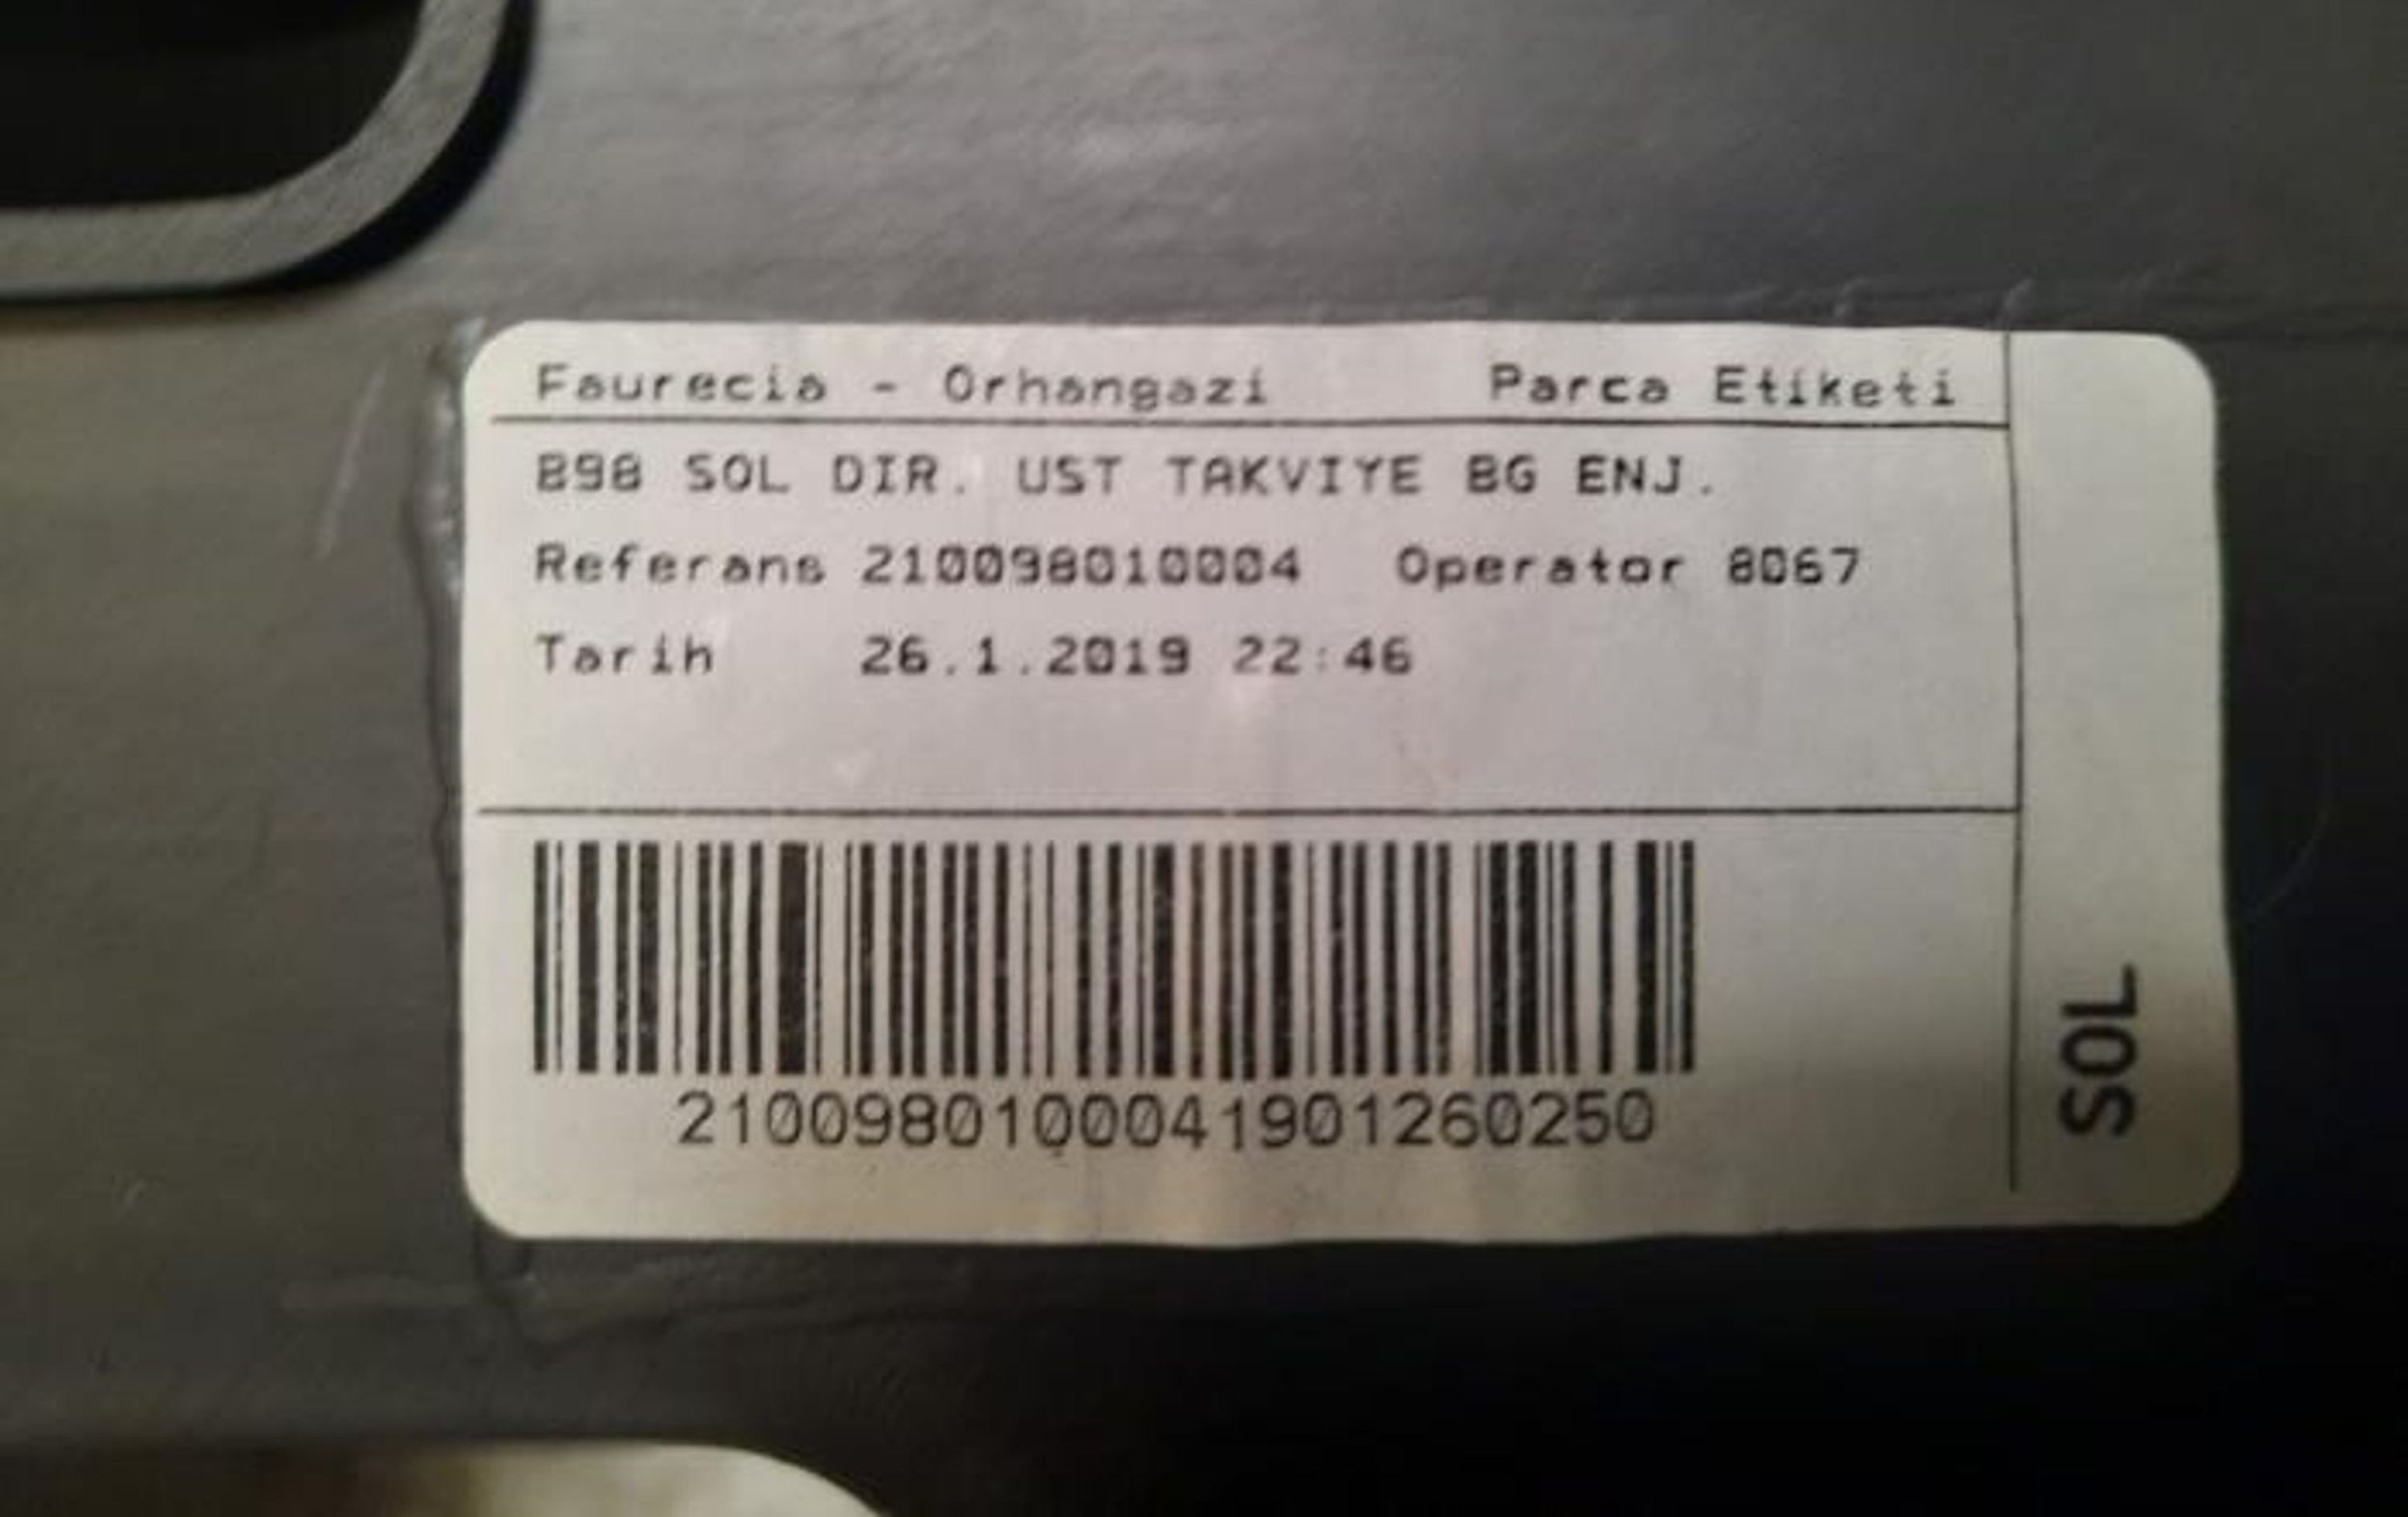 Faurecia - Orhangazi Parca Etiketi
B98 SOL DIR. UST TAKVIYE BG ENJ.
Referans 210098010004 Operator 8067
Tarih 26.1.2019 22:46
2100980100041901260250
SOL